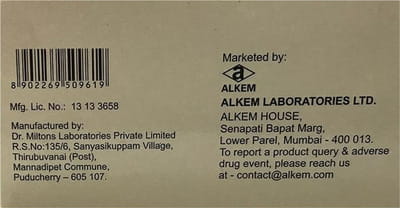 8 902269 509619
Mfg. Lic. No.: 13 13 3658
Manufactured by:
Dr. Miltons Laboratories Private Limited
R.S.No:135/6, Sanyasikuppam Village,
Thirubuvanai (Post),
Mannadipet Commune,
Puducherry – 605 107.
Marketed by:
ALKEM
ALKEM LABORATORIES LTD.
ALKEM HOUSE,
Senapati Bapat Marg,
Lower Parel, Mumbai - 400 013.
To report a product query & adverse
drug event, please reach us
at - contact@alkem.com